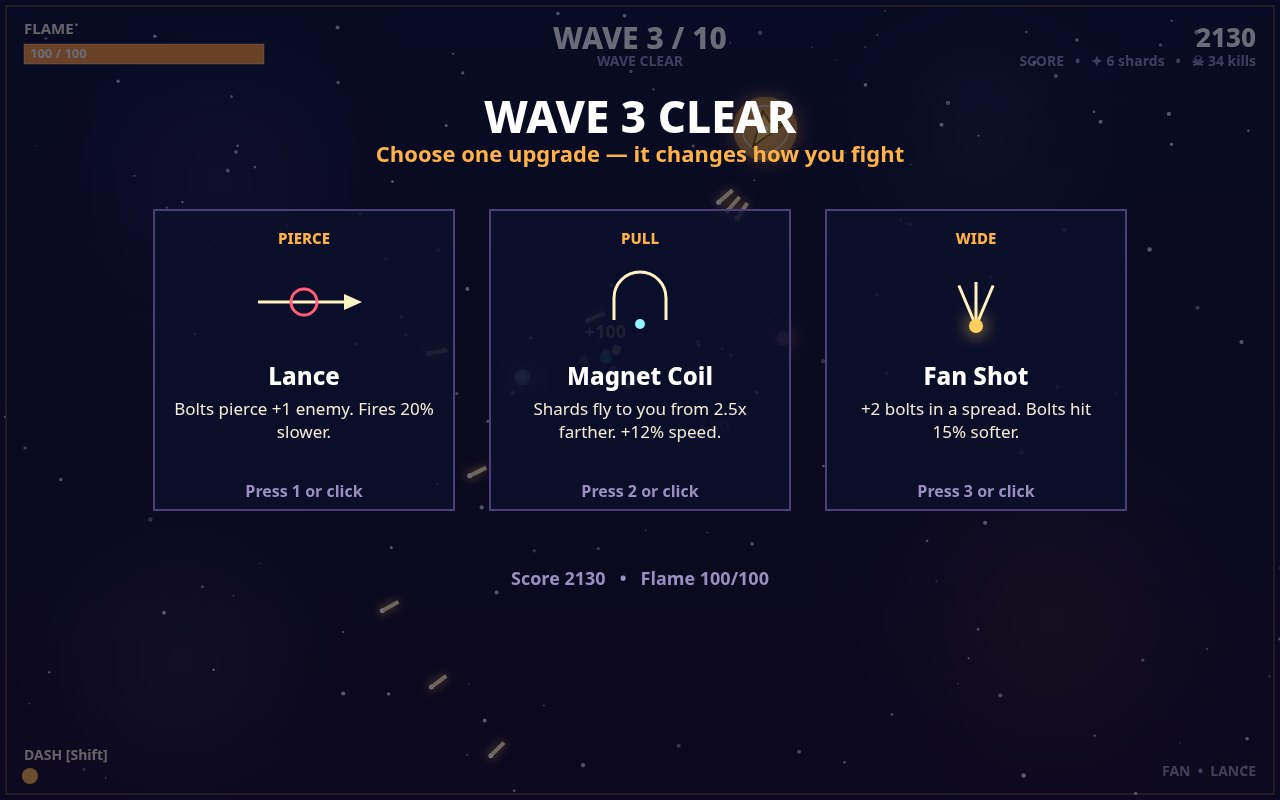 FLAME
100 / 100
WAVE 3 / 10
WAVE CLEAR
2130
SCORE • ✦ 6 shards • ☠ 34 kills
WAVE 3 CLEAR
Choose one upgrade — it changes how you fight
PIERCE
Lance
Bolts pierce +1 enemy. Fires 20%
slower.
Press 1 or click
PULL
+100
Magnet Coil
Shards fly to you from 2.5x
farther. +12% speed.
Press 2 or click
WIDE
Fan Shot
+2 bolts in a spread. Bolts hit
15% softer.
Press 3 or click
Score 2130 • Flame 100/100
DASH [Shift]
FAN • LANCE